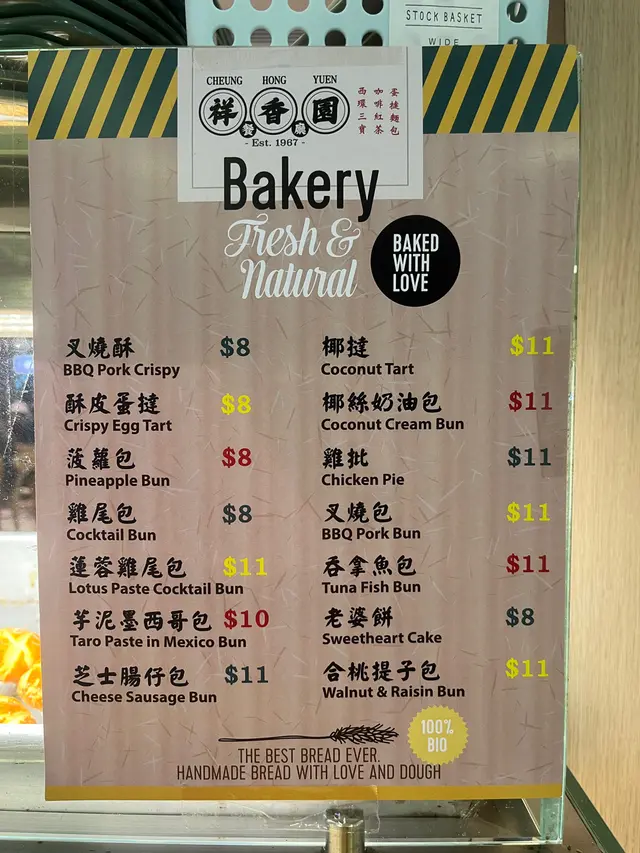 STOCK BASKET
WIDE
CHEUNG HONG YUEN
祥香園
餐廳
蛋撻麵包
咖啡紅茶
西環三寶
- Est. 1967 -
Bakery
Fresh &
Natural
BAKED
WITH
LOVE
叉燒酥 $8
BBQ Pork Crispy
酥皮蛋撻 $8
Crispy Egg Tart
菠蘿包 $8
Pineapple Bun
雞尾包 $8
Cocktail Bun
蓮蓉雞尾包 $11
Lotus Paste Cocktail Bun
芋泥墨西哥包 $10
Taro Paste in Mexico Bun
芝士腸仔包 $11
Cheese Sausage Bun
椰撻 $11
Coconut Tart
椰絲奶油包 $11
Coconut Cream Bun
雞批 $11
Chicken Pie
叉燒包 $11
BBQ Pork Bun
吞拿魚包 $11
Tuna Fish Bun
老婆餅 $8
Sweetheart Cake
合桃提子包 $11
Walnut & Raisin Bun
100%
BIO
THE BEST BREAD EVER.
HANDMADE BREAD WITH LOVE AND DOUGH